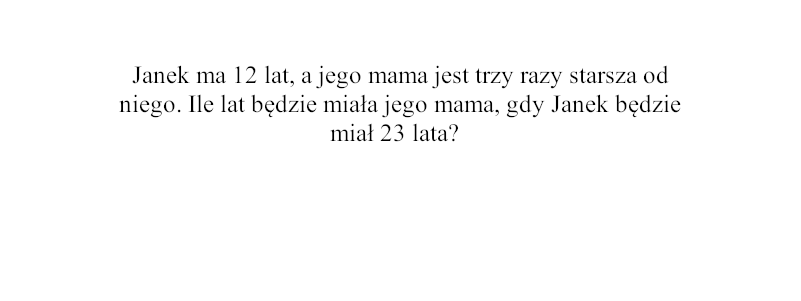 Janek ma 12 lat, a jego mama jest trzy razy starsza od
niego. Ile lat będzie miała jego mama, gdy Janek będzie
miał 23 lata?